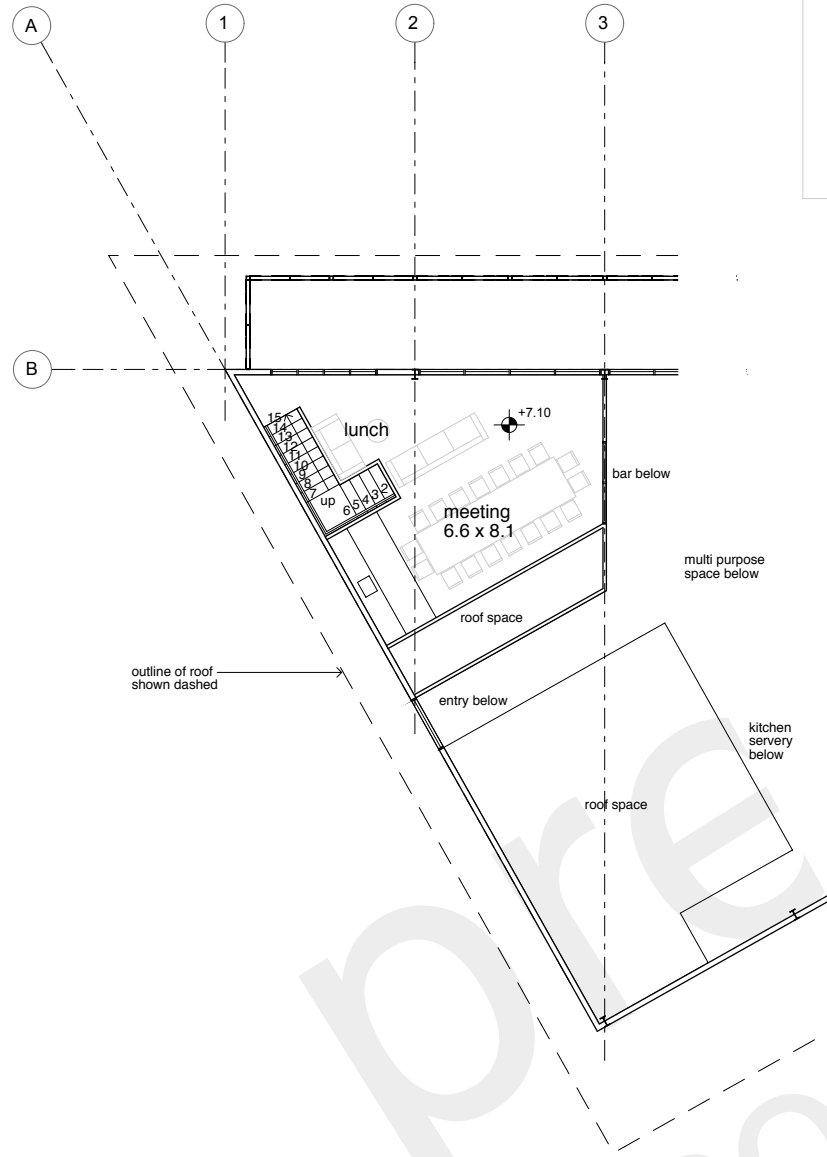 A
1
2
3
B
15
14
13
12
11
10
9
8
7
up
6
5
4
3
2
lunch
+7.10
bar below
meeting
6.6 x 8.1
multi purpose
space below
roof space
outline of roof
shown dashed
entry below
kitchen
servery
below
roof space
pre